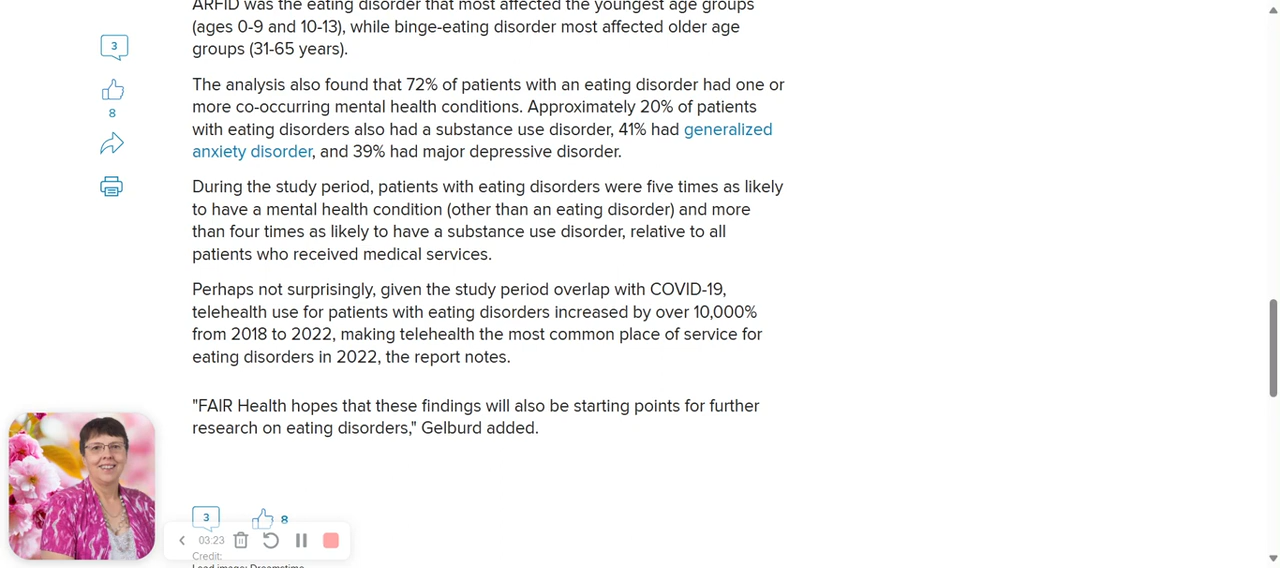 ARFID was the eating disorder that most affected the youngest age groups
(ages 0-9 and 10-13), while binge-eating disorder most affected older age
groups (31-65 years).
3
8
The analysis also found that 72% of patients with an eating disorder had one or
more co-occurring mental health conditions. Approximately 20% of patients
with eating disorders also had a substance use disorder, 41% had generalized
anxiety disorder, and 39% had major depressive disorder.
During the study period, patients with eating disorders were five times as likely
to have a mental health condition (other than an eating disorder) and more
than four times as likely to have a substance use disorder, relative to all
patients who received medical services.
Perhaps not surprisingly, given the study period overlap with COVID-19,
telehealth use for patients with eating disorders increased by over 10,000%
from 2018 to 2022, making telehealth the most common place of service for
eating disorders in 2022, the report notes.
"FAIR Health hopes that these findings will also be starting points for further
research on eating disorders," Gelburd added.
3 8
03:23
Credit:
Lead image: Dreamstime